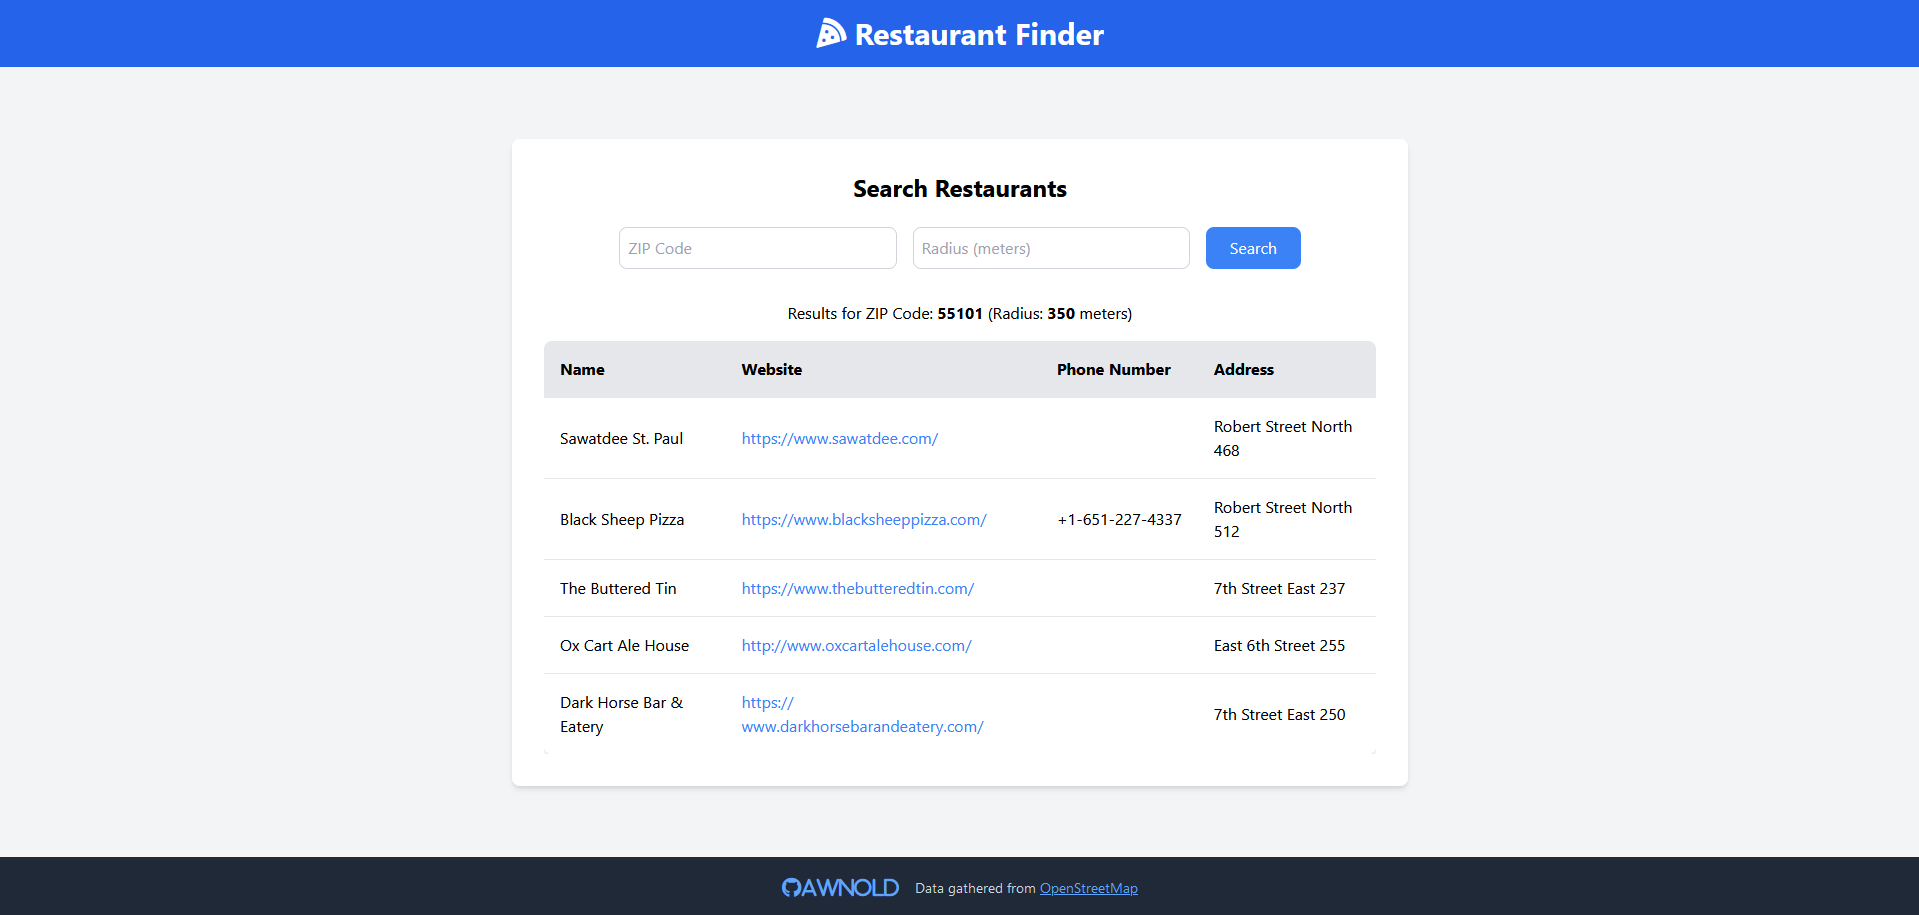 Restaurant Finder
Search Restaurants
ZIP Code
Radius (meters)
Search
Results for ZIP Code: 55101 (Radius: 350 meters)
Name Website Phone Number Address
Sawatdee St. Paul https://www.sawatdee.com/ Robert Street North
468
Black Sheep Pizza https://www.blacksheeppizza.com/ +1-651-227-4337 Robert Street North
512
The Buttered Tin https://www.thebutteredtin.com/ 7th Street East 237
Ox Cart Ale House http://www.oxcartalehouse.com/ East 6th Street 255
Dark Horse Bar & https://
Eatery www.darkhorsebarandeatery.com/ 7th Street East 250
AWNOLD Data gathered from OpenStreetMap